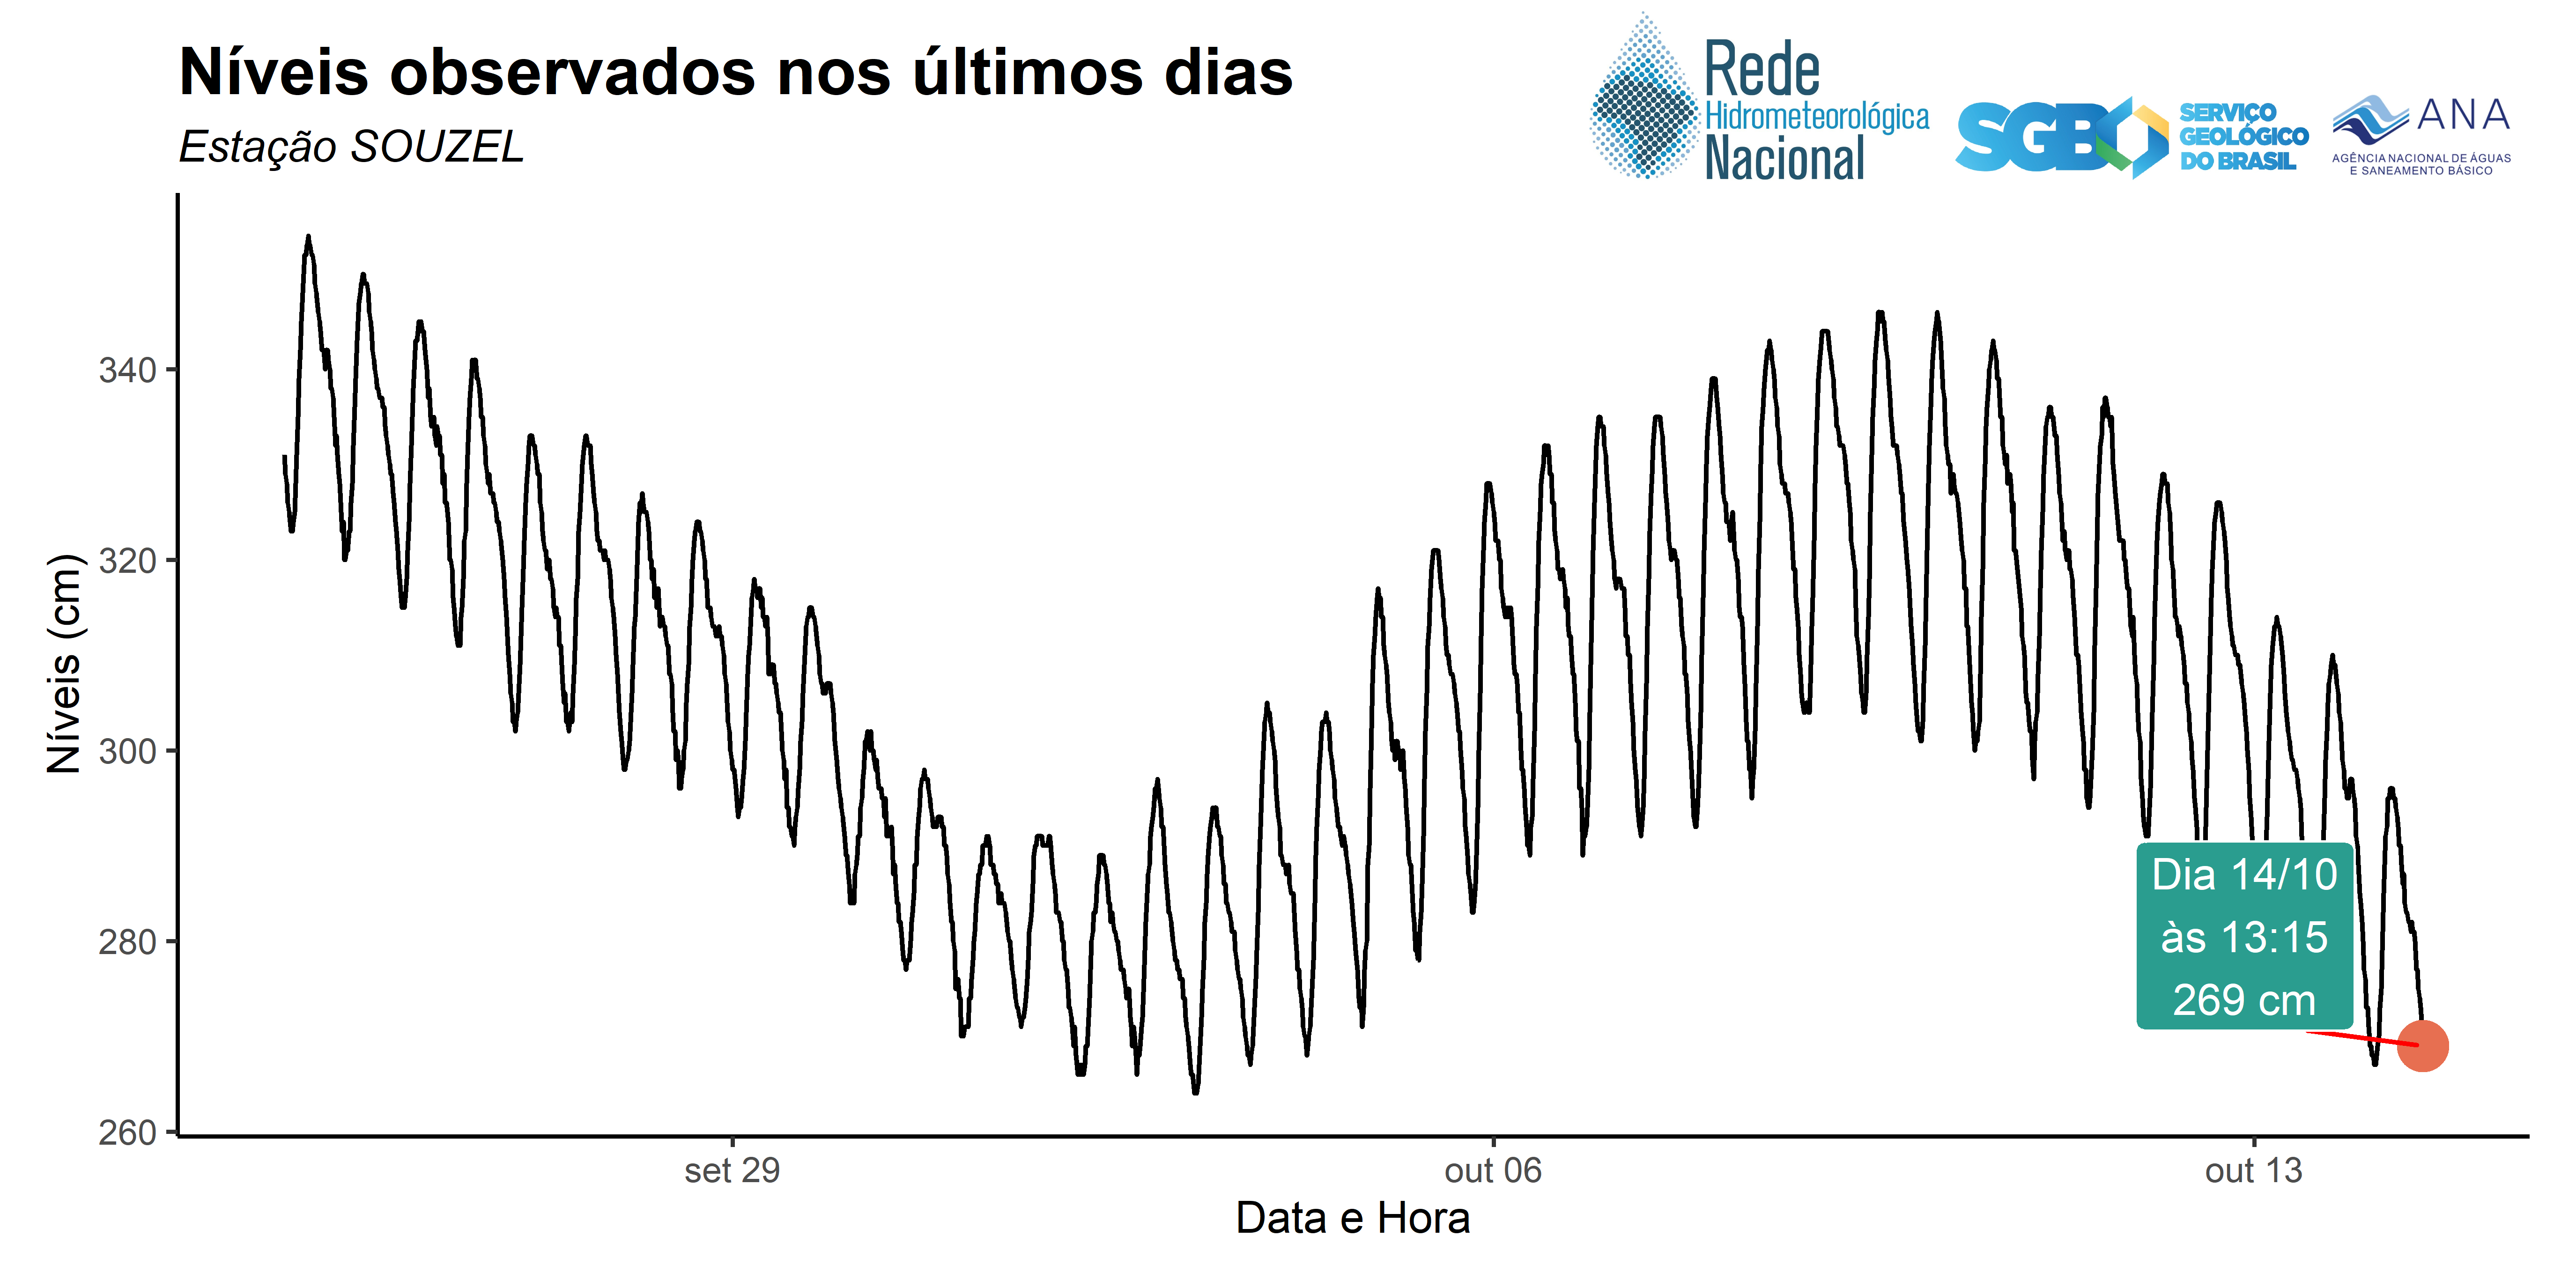 Níveis observados nos últimos dias
Estação SOUZEL
Rede
Hidrometeorológica
Nacional
SGB
SERVIÇO
GEOLÓGICO
DO BRASIL
ANA
AGÊNCIA NACIONAL DE ÁGUAS
E SANEAMENTO BÁSICO
Níveis (cm)
340
320
300
280
260
Dia 14/10
às 13:15
269 cm
set 29
out 06
out 13
Data e Hora